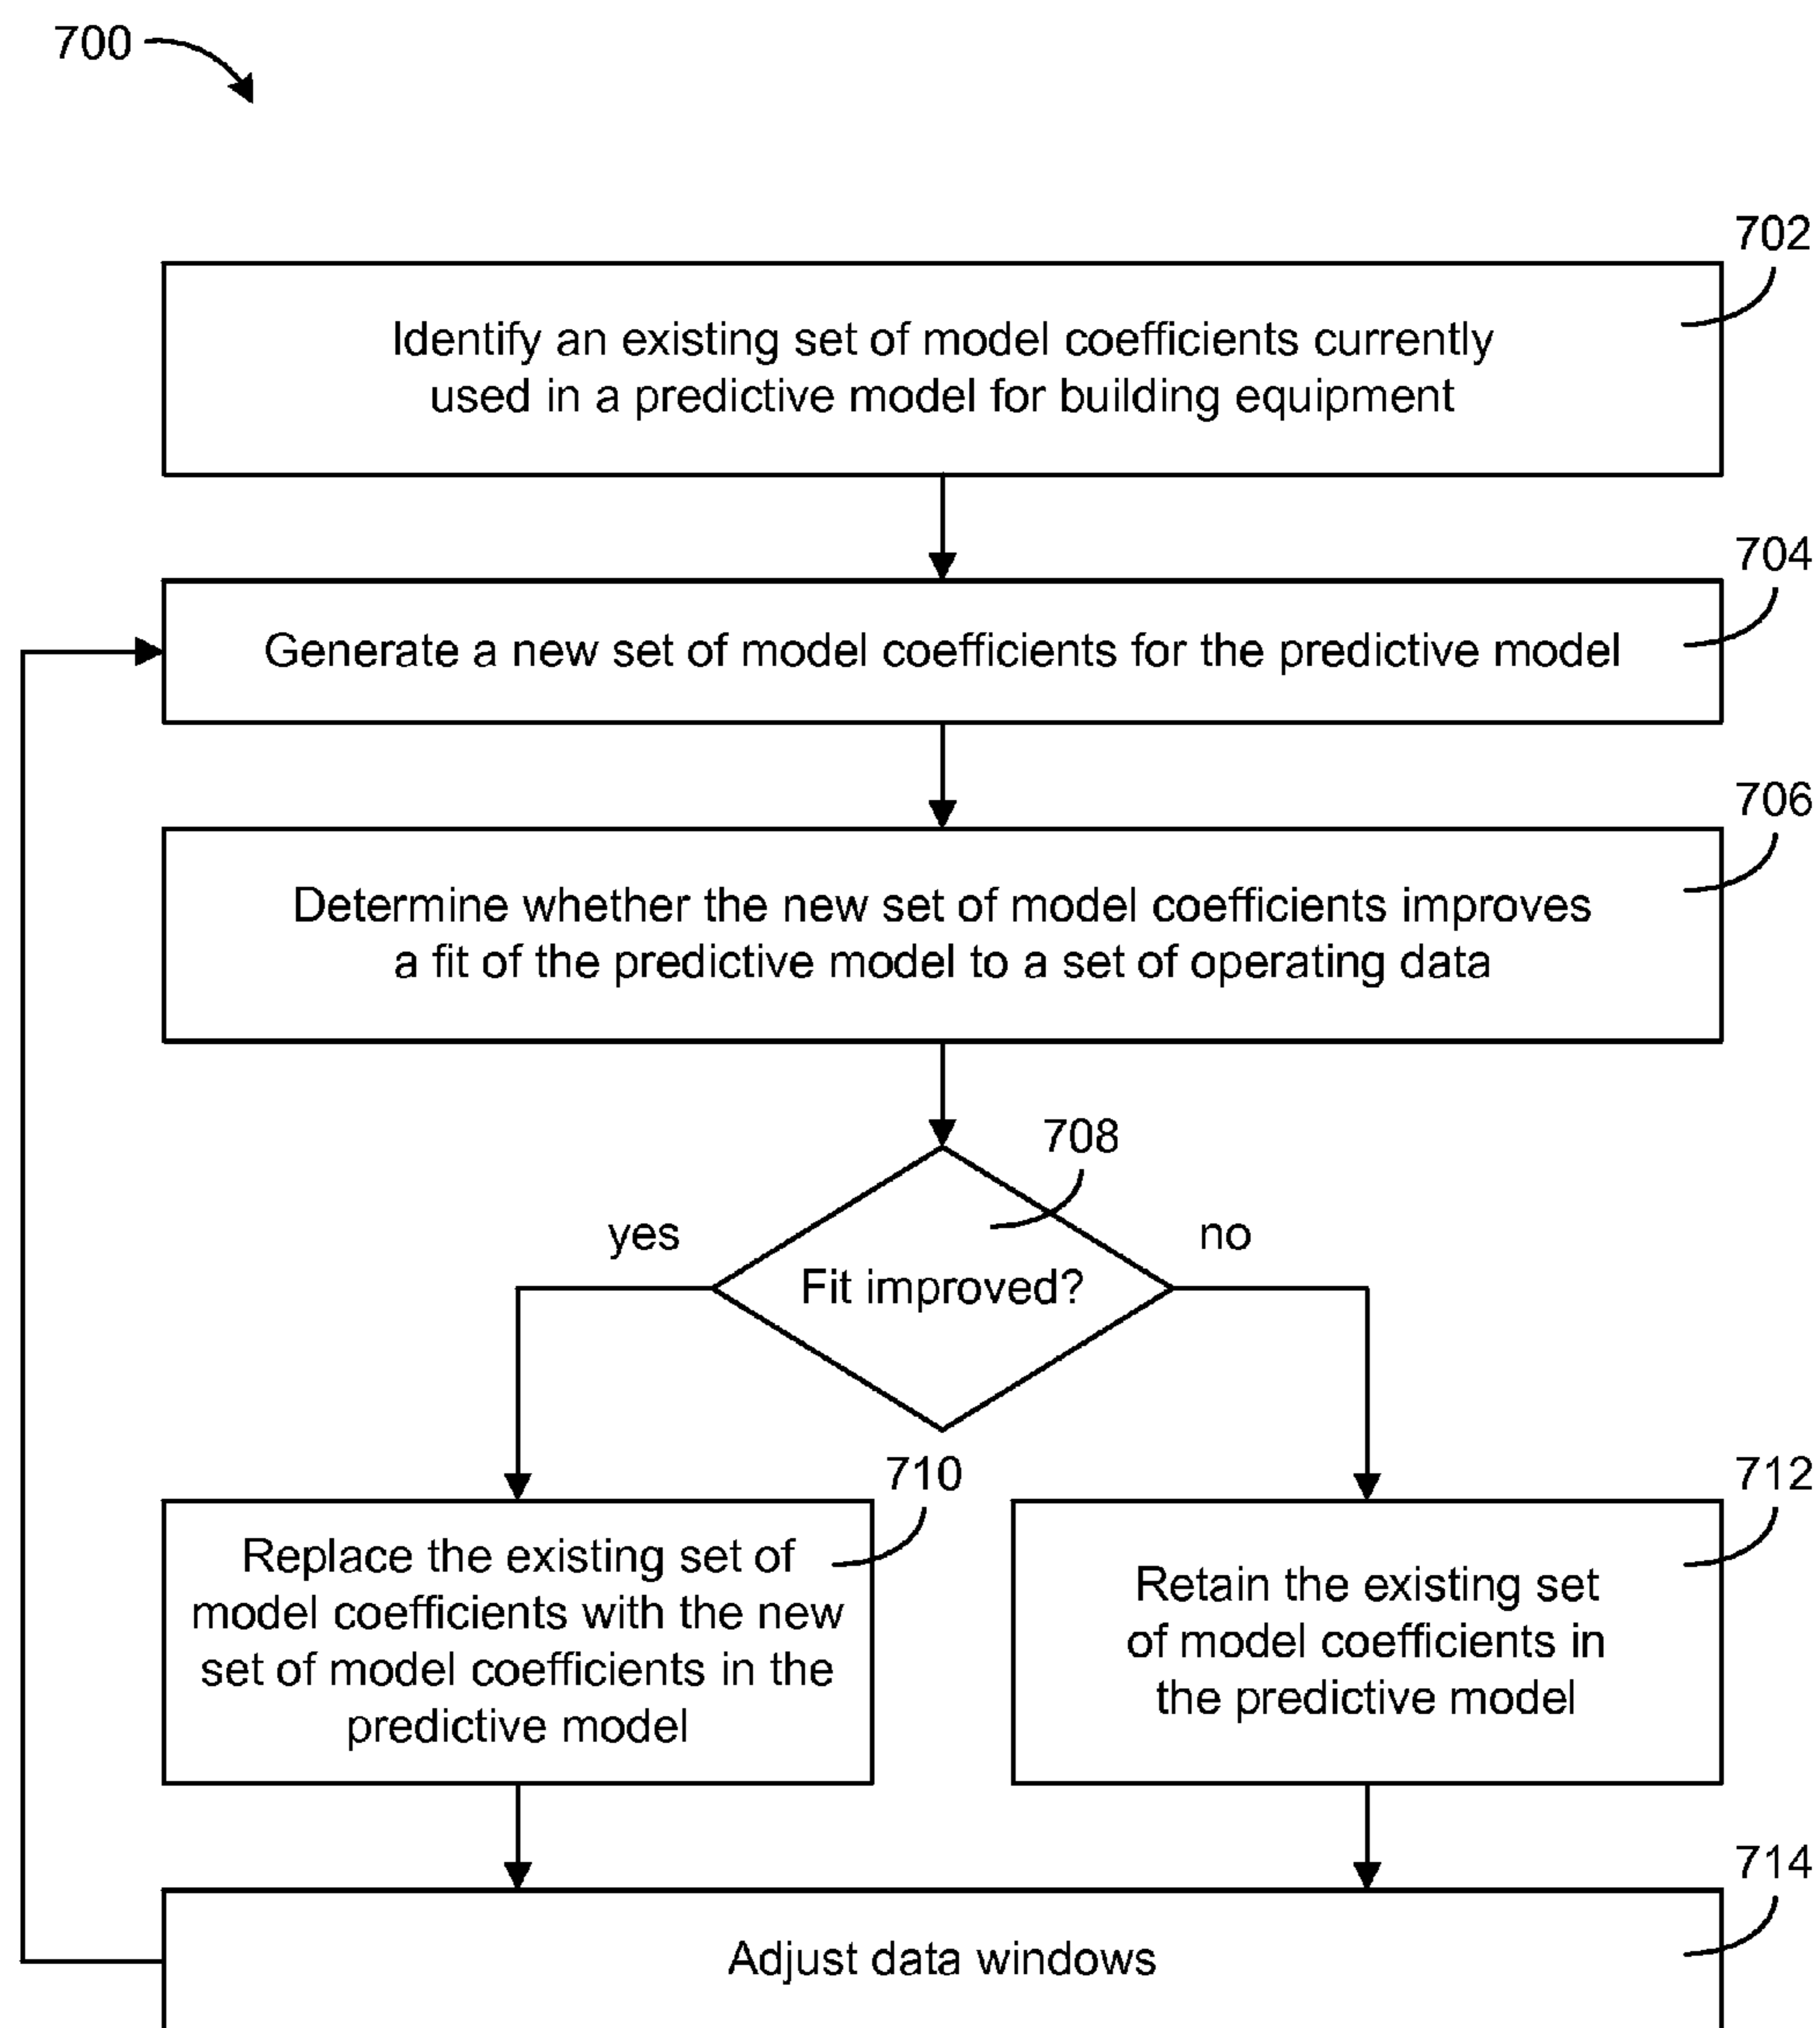 700
702
Identify an existing set of model coefficients currently
used in a predictive model for building equipment
704
Generate a new set of model coefficients for the predictive model
706
Determine whether the new set of model coefficients improves
a fit of the predictive model to a set of operating data
708
yes
no
Fit improved?
710
Replace the existing set of
model coefficients with the new
set of model coefficients in the
predictive model
712
Retain the existing set
of model coefficients in
the predictive model
714
Adjust data windows